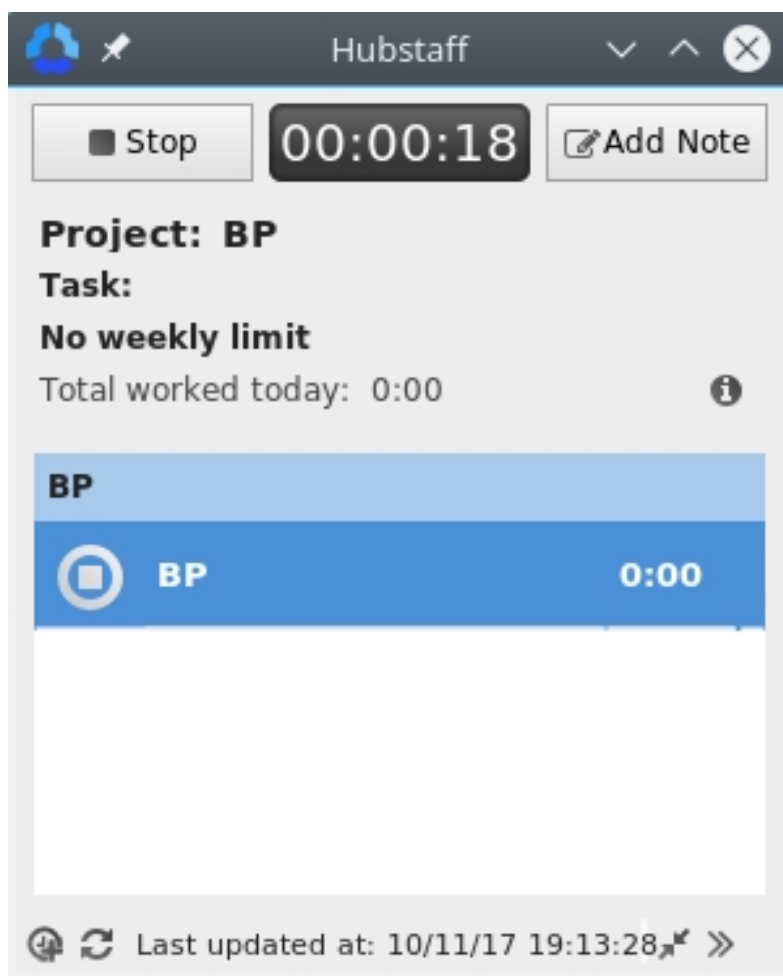 Hubstaff
Stop 00:00:18 Add Note
Project: BP
Task:
No weekly limit
Total worked today: 0:00
BP
BP 0:00
Last updated at: 10/11/17 19:13:28